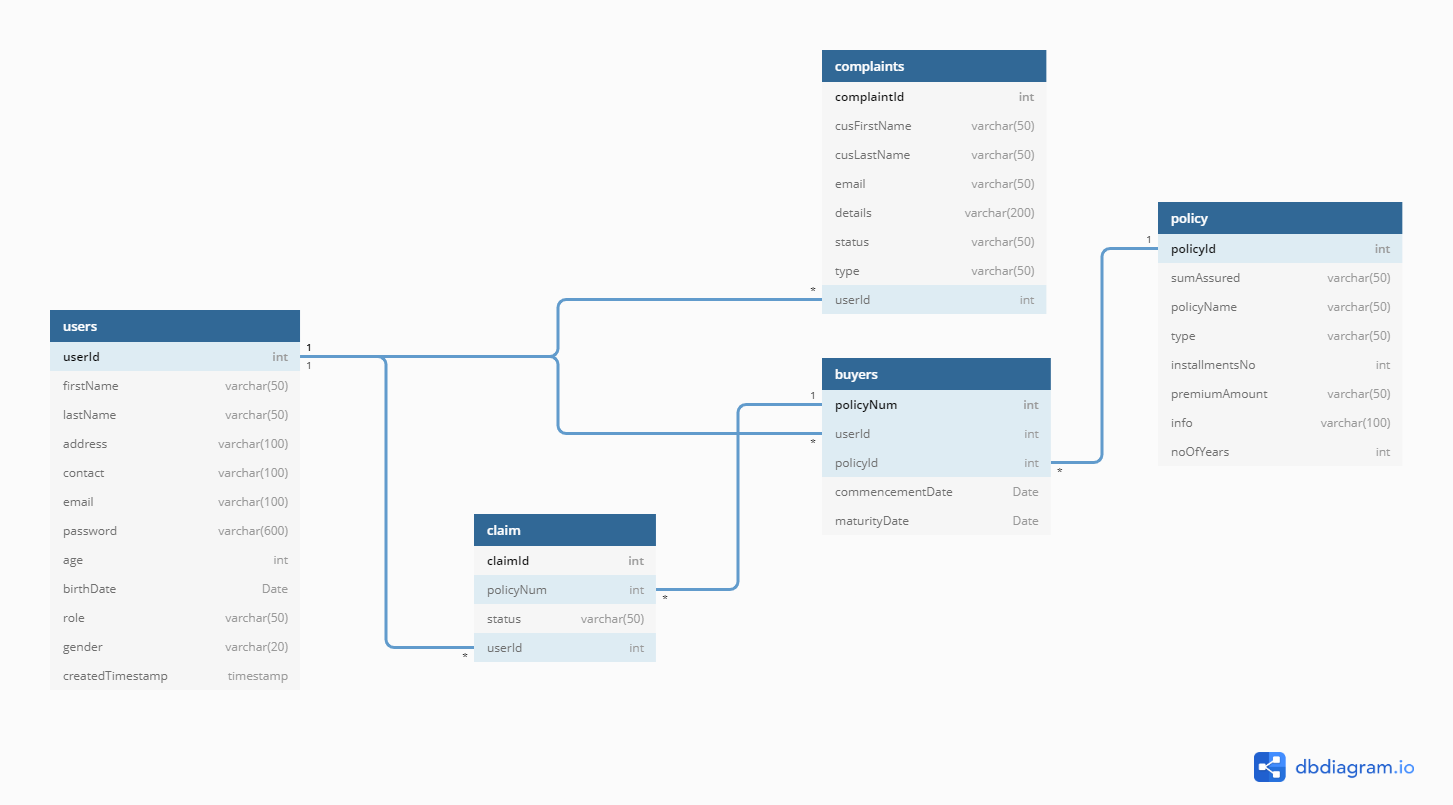 complaints
complaintId int
cusFirstName varchar(50)
cusLastName varchar(50)
email varchar(50)
details varchar(200)
status varchar(50)
type varchar(50)
* userId int
policy
1 policyId int
sumAssured varchar(50)
policyName varchar(50)
type varchar(50)
installmentsNo int
premiumAmount varchar(50)
info varchar(100)
noOfYears int
users
userId int 1
1
firstName varchar(50)
lastName varchar(50)
address varchar(100)
contact varchar(100)
email varchar(100)
password varchar(600)
age int
birthDate Date
role varchar(50)
gender varchar(20)
createdTimestamp timestamp
buyers
1 policyNum int
* userId int
policyId int *
commencementDate Date
maturityDate Date
claim
claimId int
policyNum int *
status varchar(50)
* userId int
dbdiagram.io